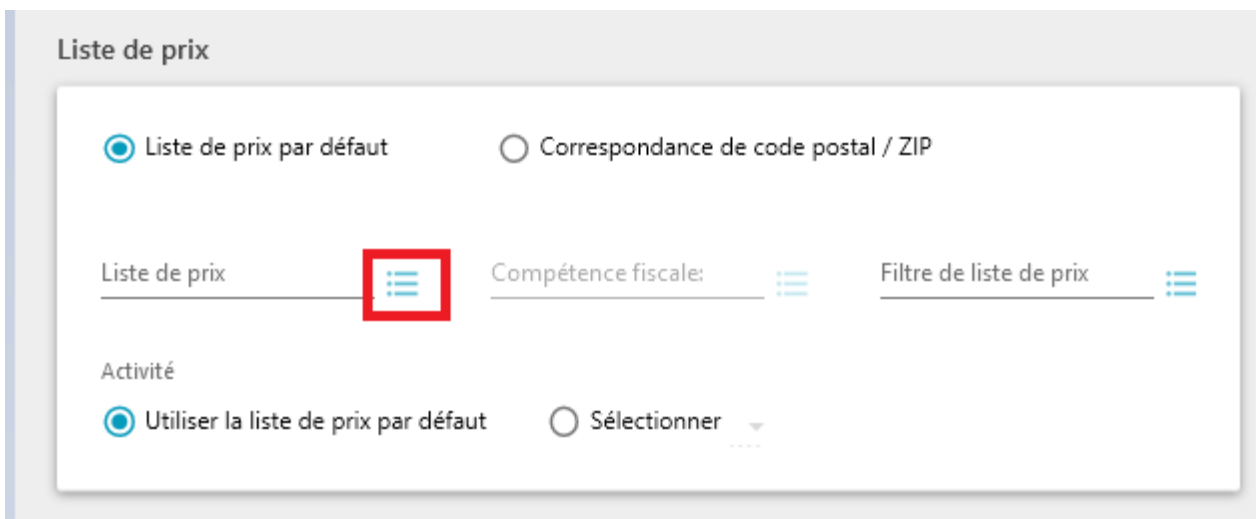 Liste de prix
Liste de prix par défaut
Correspondance de code postal / ZIP
Liste de prix
Compétence fiscale:
Filtre de liste de prix
Activité
Utiliser la liste de prix par défaut
Sélectionner